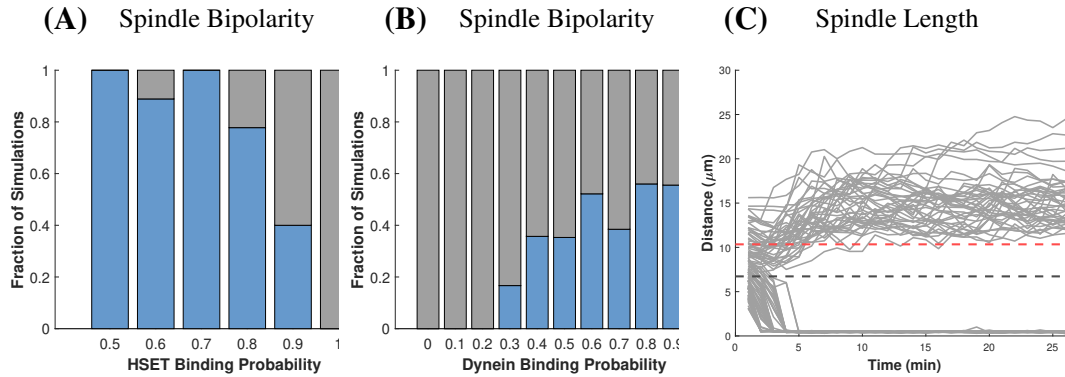 (A) Spindle Bipolarity
Fraction of Simulations
1
0.8
0.6
0.4
0.2
0
0.5 0.6 0.7 0.8 0.9 1
HSET Binding Probability
(B) Spindle Bipolarity
Fraction of Simulations
1
0.8
0.6
0.4
0.2
0
0 0.1 0.2 0.3 0.4 0.5 0.6 0.7 0.8 0.9
Dynein Binding Probability
(C) Spindle Length
Distance (μm)
30
25
20
15
10
5
0
0 5 10 15 20 25
Time (min)